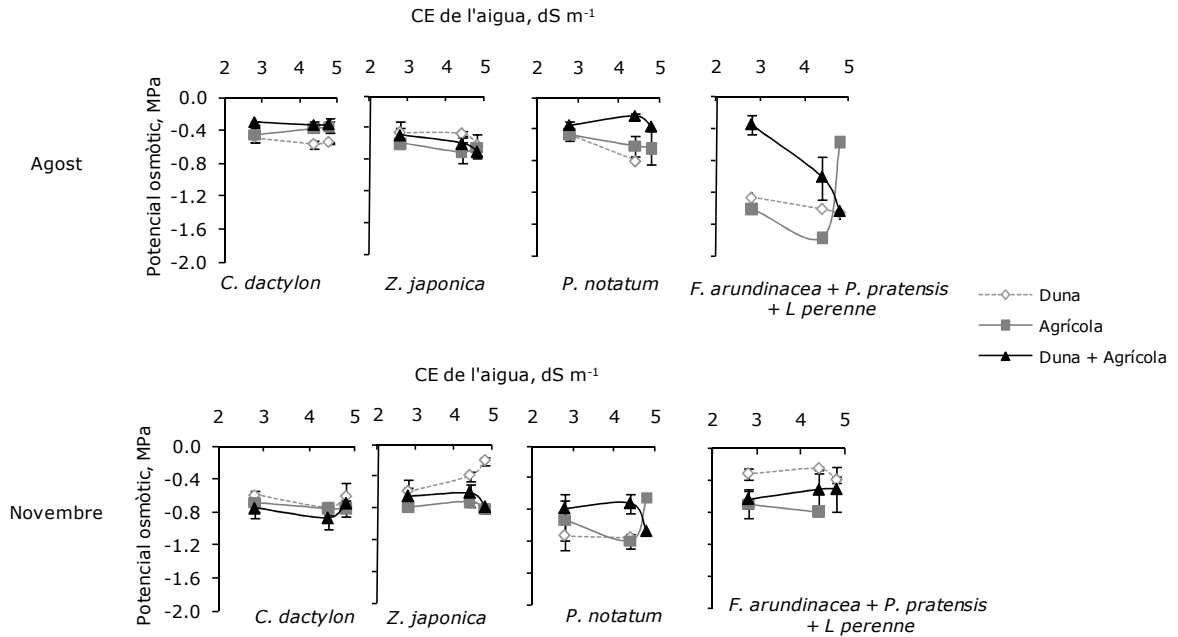 CE de l'aigua, dS m⁻¹
2 3 4 5 2 3 4 5 2 3 4 5 2 3 4 5
0.0
-0.4
-0.8
-1.2
-1.6
-2.0
Potencial osmòtic, MPa
Agost
C. dactylon
Z. japonica
P. notatum
F. arundinacea + P. pratensis
+ L perenne
Duna
Agrícola
Duna + Agrícola
CE de l'aigua, dS m⁻¹
2 3 4 5 2 3 4 5 2 3 4 5 2 3 4 5
0.0
-0.4
-0.8
-1.2
-1.6
-2.0
Potencial osmòtic, MPa
Novembre
C. dactylon
Z. japonica
P. notatum
F. arundinacea + P. pratensis
+ L perenne